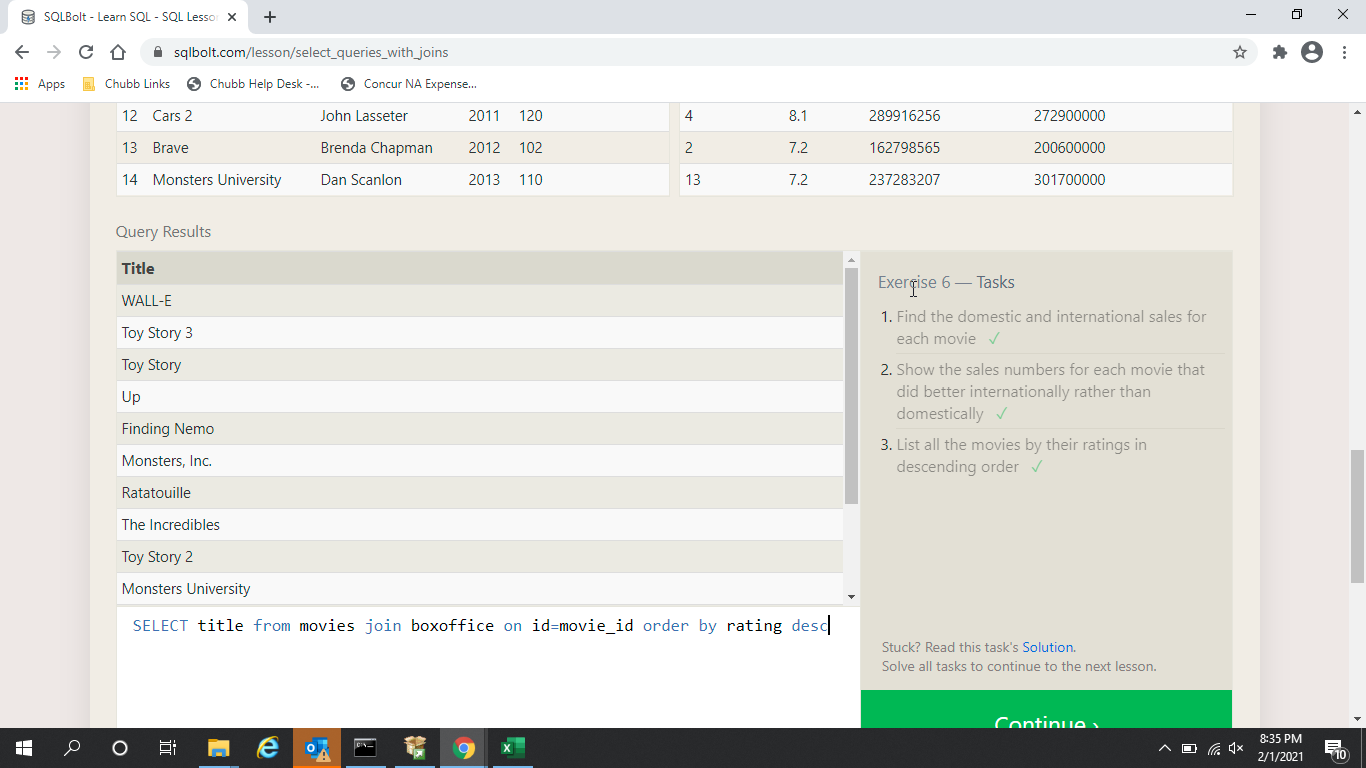 SQLBolt - Learn SQL - SQL Lesso
sqlbolt.com/lesson/select_queries_with_joins
Apps Chubb Links Chubb Help Desk -... Concur NA Expense...
12 Cars 2 John Lasseter 2011 120 4 8.1 289916256 272900000
13 Brave Brenda Chapman 2012 102 2 7.2 162798565 200600000
14 Monsters University Dan Scanlon 2013 110 13 7.2 237283207 301700000
Query Results
Title
WALL-E
Toy Story 3
Toy Story
Up
Finding Nemo
Monsters, Inc.
Ratatouille
The Incredibles
Toy Story 2
Monsters University
SELECT title from movies join boxoffice on id=movie_id order by rating desc
Exercise 6 — Tasks
1. Find the domestic and international sales for
each movie ✓
2. Show the sales numbers for each movie that
did better internationally rather than
domestically ✓
3. List all the movies by their ratings in
descending order ✓
Stuck? Read this task's Solution.
Solve all tasks to continue to the next lesson.
Continue ›
8:35 PM
2/1/2021
10